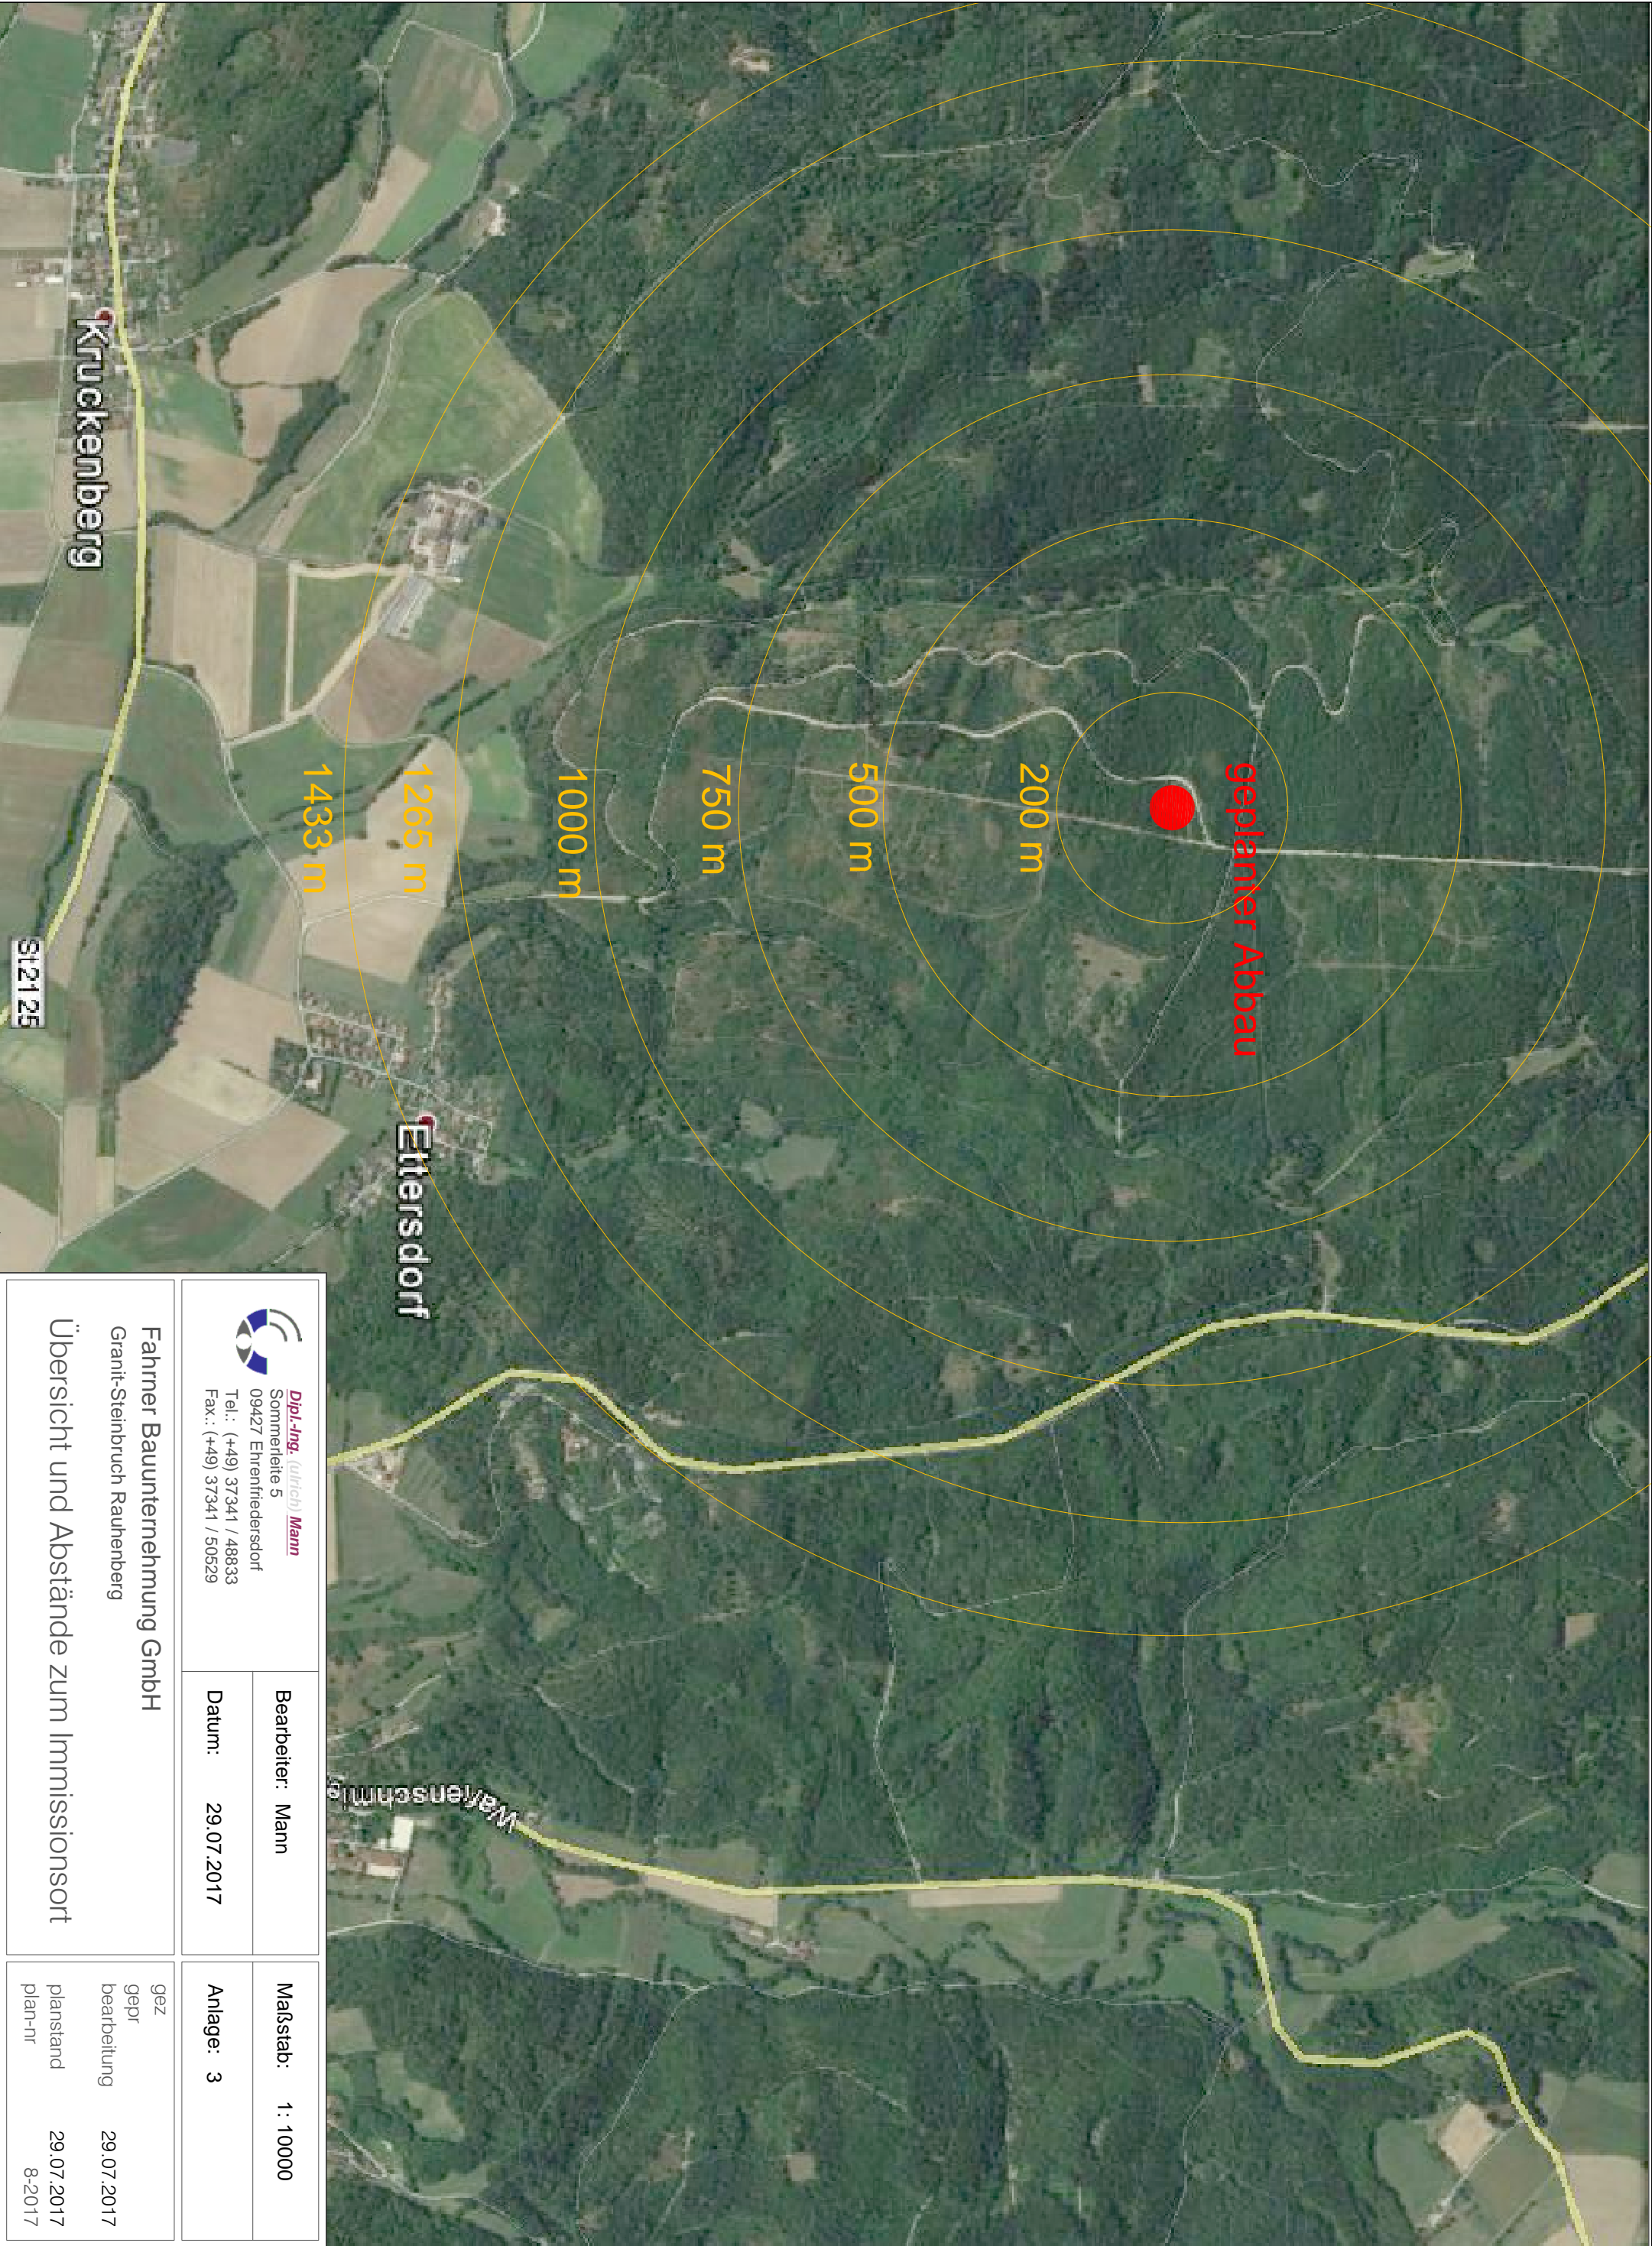 geplanter Abbau
200 m
500 m
750 m
1000 m
1265 m
1433 m
Kruckenberg
Ettersdorf
St2125
Dipl.-Ing. (ulrich) Mann
Sommerleite 5
09427 Ehrenfriedersdorf
Tel.: (+49) 37341 / 48833
Fax.: (+49) 37341 / 50529
Bearbeiter: Mann
Maßstab: 1: 10000
Datum: 29.07.2017
Anlage: 3
Fahrner Bauunternehmung GmbH
Granit-Steinbruch Rauhenberg
Übersicht und Abstände zum Immissionsort
gez
gepr
bearbeitung 29.07.2017
planstand 29.07.2017
plan-nr 8-2017